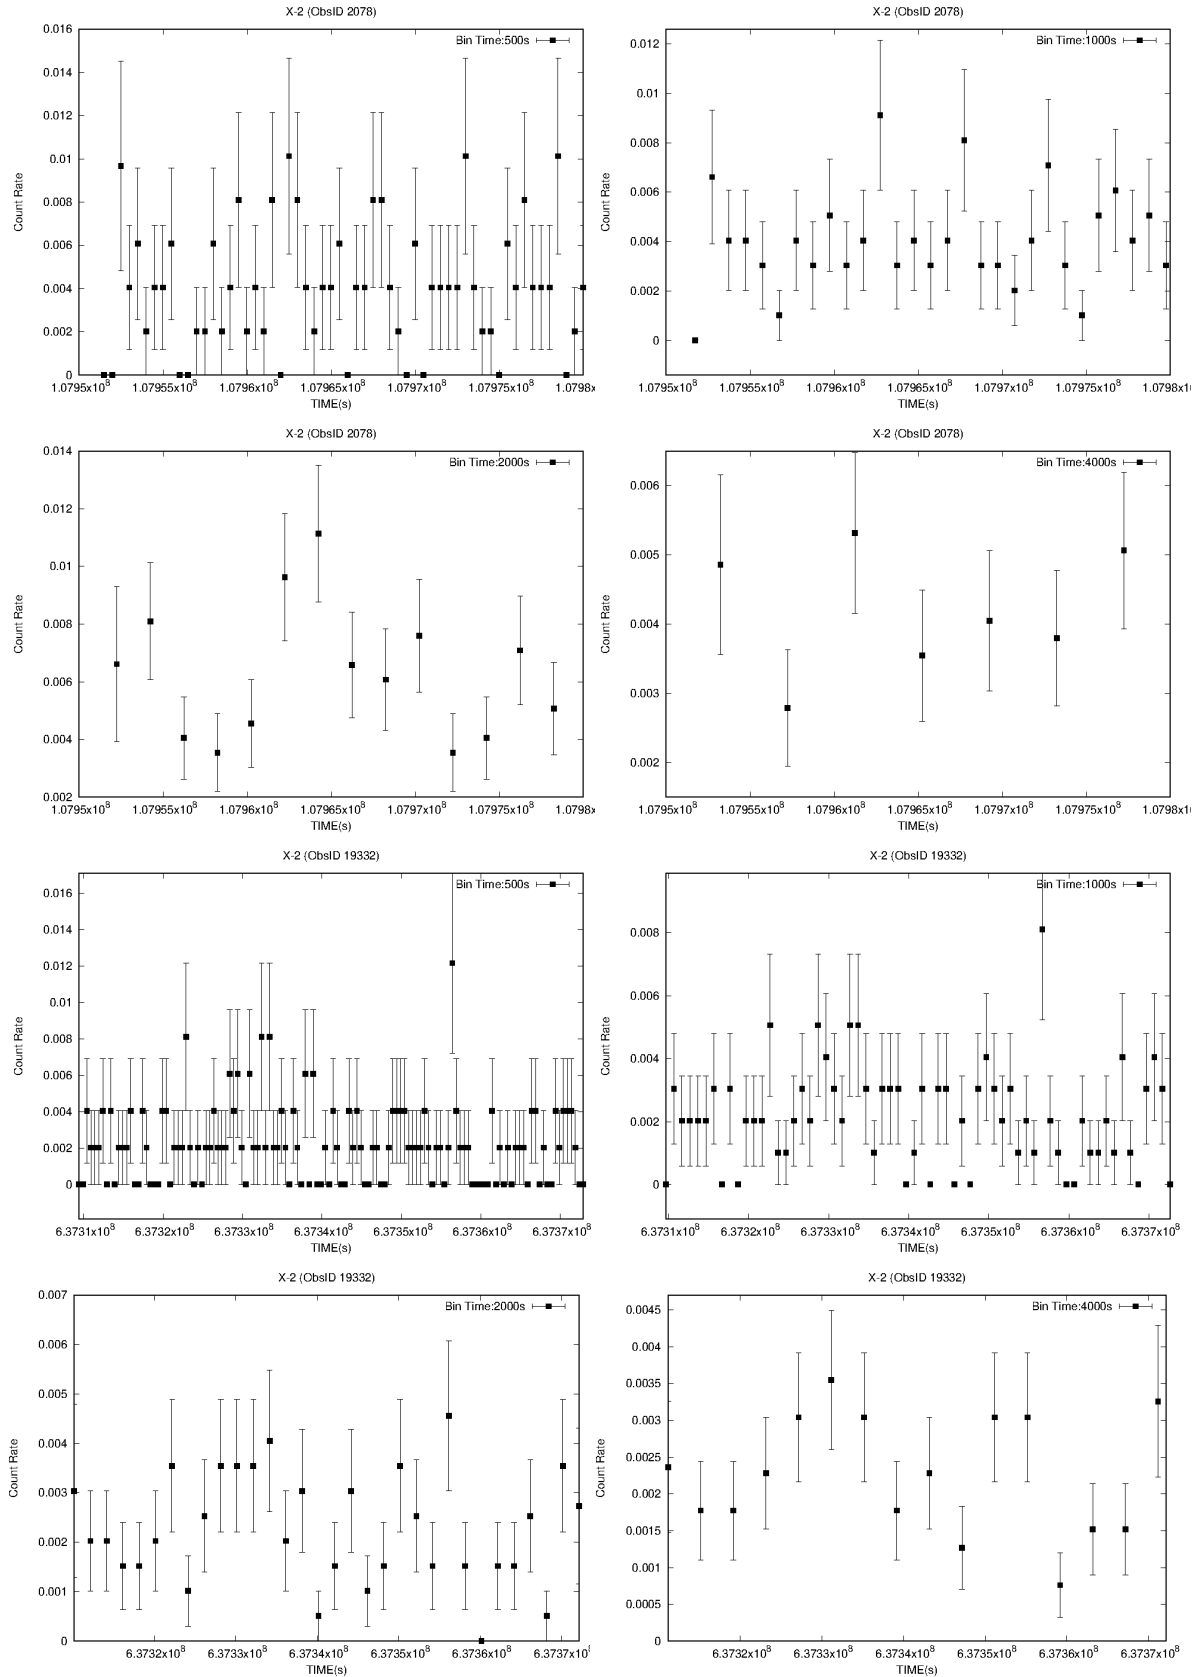 X-2 (ObsID 2078)
Bin Time:500s
0.016
0.014
0.012
0.01
0.008
0.006
0.004
0.002
0
Count Rate
1.0795x10^8 1.07955x10^8 1.0796x10^8 1.07965x10^8 1.0797x10^8 1.07975x10^8 1.0798x
TIME(s)
X-2 (ObsID 2078)
Bin Time:1000s
0.012
0.01
0.008
0.006
0.004
0.002
0
Count Rate
1.0795x10^8 1.07955x10^8 1.0796x10^8 1.07965x10^8 1.0797x10^8 1.07975x10^8 1.0798x1
TIME(s)
X-2 (ObsID 2078)
Bin Time:2000s
0.014
0.012
0.01
0.008
0.006
0.004
0.002
Count Rate
1.0795x10^8 1.07955x10^8 1.0796x10^8 1.07965x10^8 1.0797x10^8 1.07975x10^8 1.0798x
TIME(s)
X-2 (ObsID 2078)
Bin Time:4000s
0.006
0.005
0.004
0.003
0.002
Count Rate
1.0795x10^8 1.07955x10^8 1.0796x10^8 1.07965x10^8 1.0797x10^8 1.07975x10^8 1.0798x1
TIME(s)
X-2 (ObsID 19332)
Bin Time:500s
0.016
0.014
0.012
0.01
0.008
0.006
0.004
0.002
0
Count Rate
6.3731x10^8 6.3732x10^8 6.3733x10^8 6.3734x10^8 6.3735x10^8 6.3736x10^8 6.3737x10^8
TIME(s)
X-2 (ObsID 19332)
Bin Time:1000s
0.008
0.006
0.004
0.002
0
Count Rate
6.3731x10^8 6.3732x10^8 6.3733x10^8 6.3734x10^8 6.3735x10^8 6.3736x10^8 6.3737x10^8
TIME(s)
X-2 (ObsID 19332)
Bin Time:2000s
0.007
0.006
0.005
0.004
0.003
0.002
0.001
0
Count Rate
6.3732x10^8 6.3733x10^8 6.3734x10^8 6.3735x10^8 6.3736x10^8 6.3737x10^8
TIME(s)
X-2 (ObsID 19332)
Bin Time:4000s
0.0045
0.004
0.0035
0.003
0.0025
0.002
0.0015
0.001
0.0005
0
Count Rate
6.3732x10^8 6.3733x10^8 6.3734x10^8 6.3735x10^8 6.3736x10^8 6.3737x10^8
TIME(s)